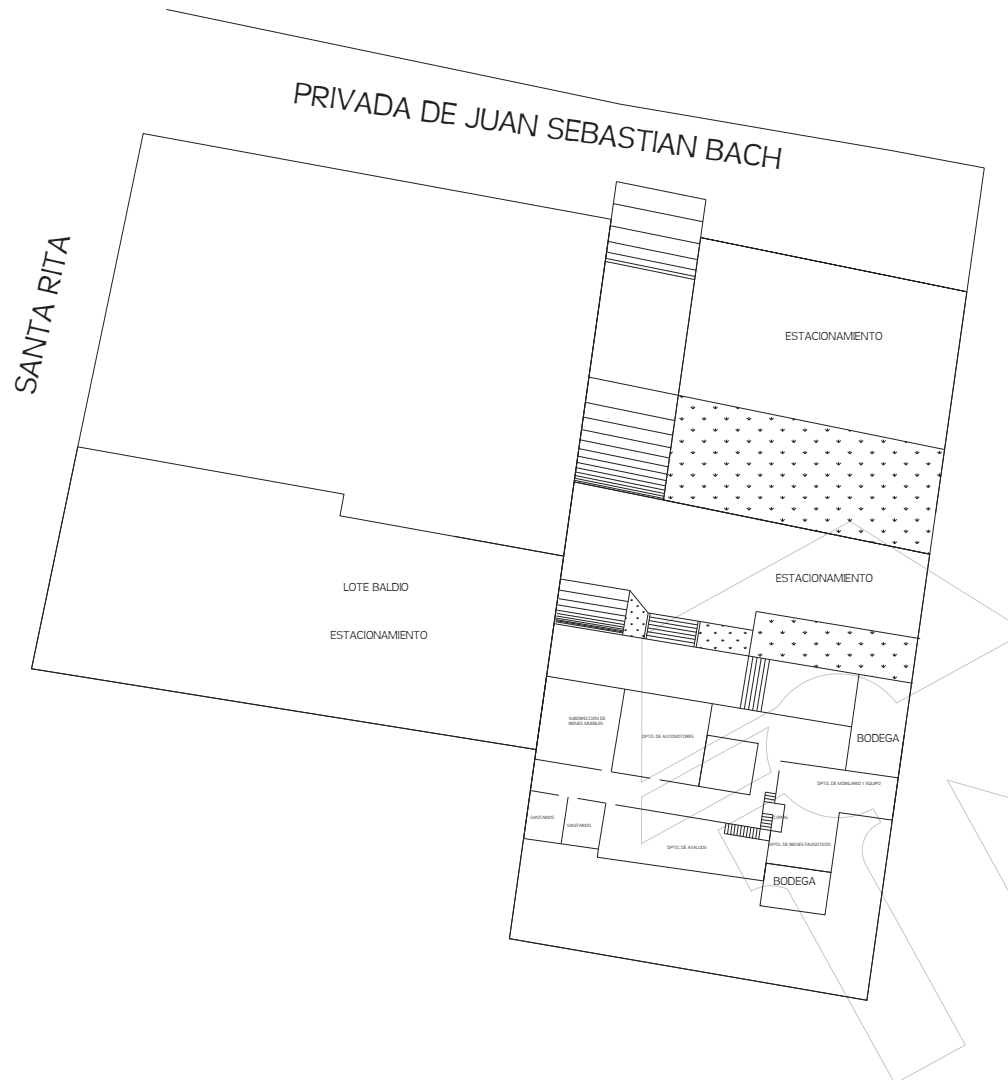 PRIVADA DE JUAN SEBASTIAN BACH
SANTA RITA
ESTACIONAMIENTO
ESTACIONAMIENTO
LOTE BALDIO
ESTACIONAMIENTO
SUBDIRECCION DE
BIENES MUEBLES
DPTO. DE AUTOMOTORES
BODEGA
DPTO. DE MOBILIARIO Y EQUIPO
SANITARIOS
SANITARIOS
COPIAS
DPTO. DE AVALUOS
DPTO. DE BIENES FAUNISTICOS
BODEGA